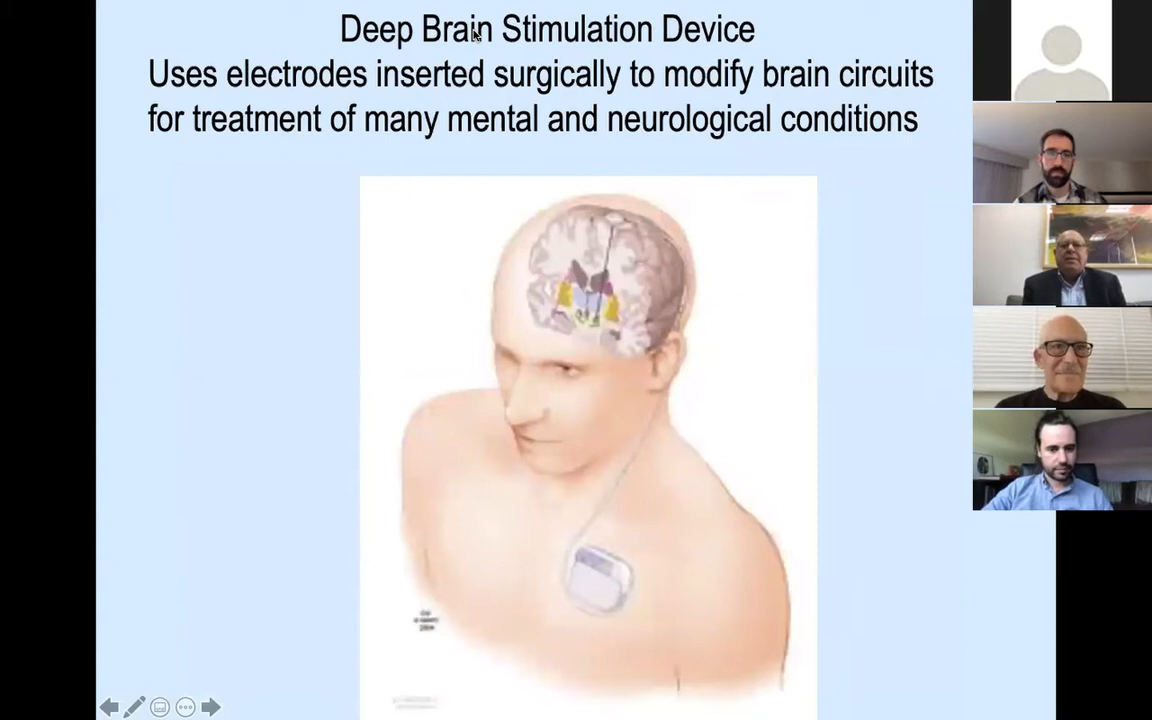 Deep Brain Stimulation Device
Uses electrodes inserted surgically to modify brain circuits
for treatment of many mental and neurological conditions